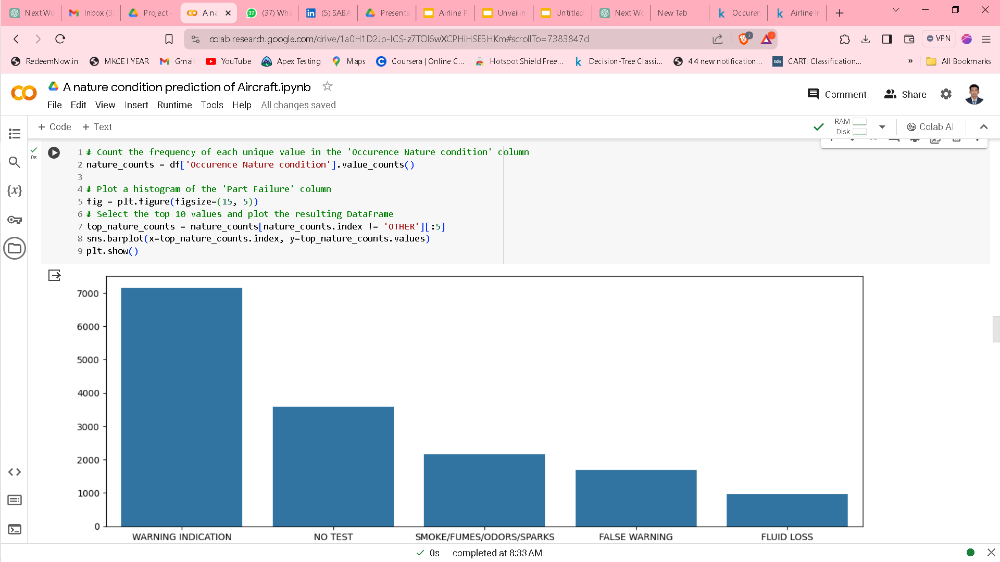 Next Wo
Inbox (3
Project -
A na
37
(37) Wha
in
(5) SABA
Presenta
Airline P
Unveilin
Untitled
Next Wo
New Tab
k
Occuren
k
Airline In
colab.research.google.com/drive/1a0H1D2Jp-ICS-z7TOl6wXCPHiHSE5HKm#scrollTo=7383847d
2
1
VPN
RedeemNow.in
MKCE I YEAR
Gmail
YouTube
Apex Testing
Maps
Coursera | Online C...
Hotspot Shield Free...
k
Decision-Tree Classi...
4 4 new notification...
tds
CART: Classification...
»
All Bookmarks
A nature condition prediction of Aircraft.ipynb
File Edit View Insert Runtime Tools Help All changes saved
Comment
Share
+ Code + Text
RAM
Disk
Colab AI
{x}
0s
1 # Count the frequency of each unique value in the 'Occurence Nature condition' column
2 nature_counts = df['Occurence Nature condition'].value_counts()
3
4 # Plot a histogram of the 'Part Failure' column
5 fig = plt.figure(figsize=(15, 5))
6 # Select the top 10 values and plot the resulting DataFrame
7 top_nature_counts = nature_counts[nature_counts.index != 'OTHER'][:5]
8 sns.barplot(x=top_nature_counts.index, y=top_nature_counts.values)
9 plt.show()
7000
6000
5000
4000
3000
2000
1000
0
WARNING INDICATION NO TEST SMOKE/FUMES/ODORS/SPARKS FALSE WARNING FLUID LOSS
0s completed at 8:33 AM